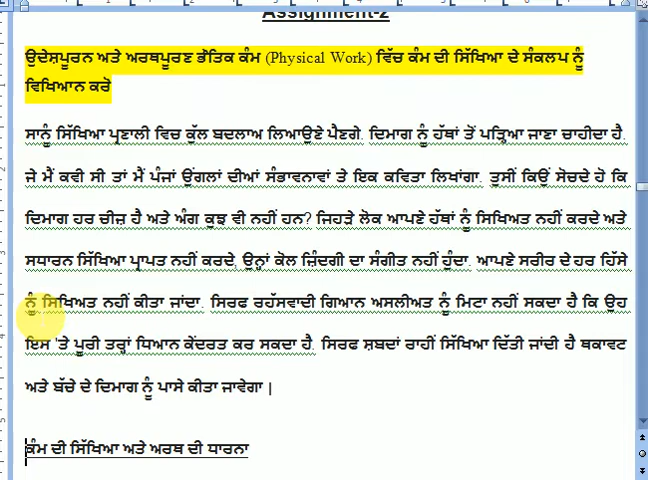 Assignment-2
ਉਦੇਸ਼ਪੂਰਨ ਅਤੇ ਅਰਥਪੂਰਣ ਭੌਤਿਕ ਕੰਮ (Physical Work) ਵਿੱਚ ਕੰਮ ਦੀ ਸਿੱਖਿਆ ਦੇ ਸੰਕਲਪ ਨੂੰ
ਵਿਖਿਆਨ ਕਰੋ
ਸਾਨੂੰ ਸਿੱਖਿਆ ਪ੍ਰਣਾਲੀ ਵਿਚ ਕੁੱਲ ਬਦਲਾਅ ਲਿਆਉਣੇ ਪੈਣਗੇ. ਦਿਮਾਗ ਨੂੰ ਹੱਥਾਂ ਤੋਂ ਪੜ੍ਹਿਆ ਜਾਣਾ ਚਾਹੀਦਾ ਹੈ.
ਜੇ ਮੈਂ ਕਵੀ ਸੀ ਤਾਂ ਮੈਂ ਪੰਜਾਂ ਉਂਗਲਾਂ ਦੀਆਂ ਸੰਭਾਵਨਾਵਾਂ ਤੇ ਇਕ ਕਵਿਤਾ ਲਿਖਾਂਗਾ. ਤੁਸੀਂ ਕਿਉਂ ਸੋਚਦੇ ਹੋ ਕਿ
ਦਿਮਾਗ ਹਰ ਚੀਜ਼ ਹੈ ਅਤੇ ਅੰਗ ਕੁਝ ਵੀ ਨਹੀਂ ਹਨ? ਜਿਹੜੇ ਲੋਕ ਆਪਣੇ ਹੱਥਾਂ ਨੂੰ ਸਿਖਿਅਤ ਨਹੀਂ ਕਰਦੇ ਅਤੇ
ਸਧਾਰਨ ਸਿੱਖਿਆ ਪ੍ਰਾਪਤ ਨਹੀਂ ਕਰਦੇ, ਉਨ੍ਹਾਂ ਕੋਲ ਜ਼ਿੰਦਗੀ ਦਾ ਸੰਗੀਤ ਨਹੀਂ ਹੁੰਦਾ. ਆਪਣੇ ਸਰੀਰ ਦੇ ਹਰ ਹਿੱਸੇ
ਨੂੰ ਸਿਖਿਅਤ ਨਹੀਂ ਕੀਤਾ ਜਾਂਦਾ. ਸਿਰਫ ਰਹੱਸਵਾਦੀ ਗਿਆਨ ਅਸਲੀਅਤ ਨੂੰ ਮਿਟਾ ਨਹੀਂ ਸਕਦਾ ਹੈ ਕਿ ਉਹ
ਇਸ 'ਤੇ ਪੂਰੀ ਤਰ੍ਹਾਂ ਧਿਆਨ ਕੇਂਦਰਤ ਕਰ ਸਕਦਾ ਹੈ. ਸਿਰਫ ਸ਼ਬਦਾਂ ਰਾਹੀਂ ਸਿੱਖਿਆ ਦਿੱਤੀ ਜਾਂਦੀ ਹੈ ਥਕਾਵਟ
ਅਤੇ ਬੱਚੇ ਦੇ ਦਿਮਾਗ ਨੂੰ ਪਾਸੇ ਕੀਤਾ ਜਾਵੇਗਾ |
ਕੰਮ ਦੀ ਸਿੱਖਿਆ ਅਤੇ ਅਰਥ ਦੀ ਧਾਰਨਾ